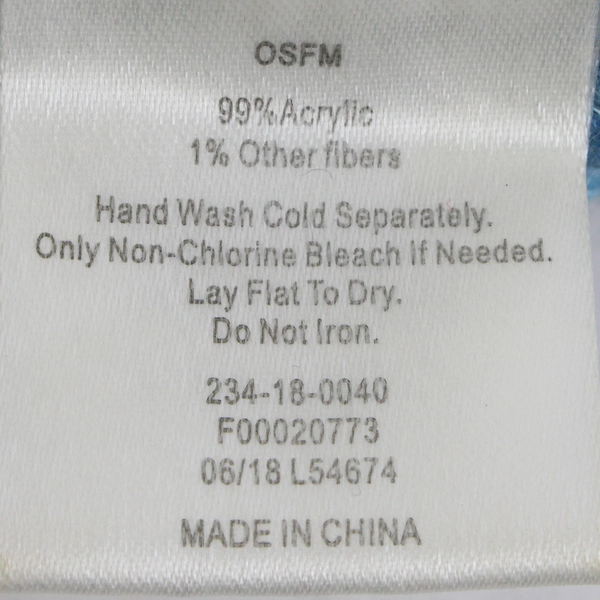 OSFM
99% Acrylic
1% Other fibers
Hand Wash Cold Separately.
Only Non-Chlorine Bleach If Needed.
Lay Flat To Dry.
Do Not Iron.
234-18-0040
F00020773
06/18 L54674
MADE IN CHINA